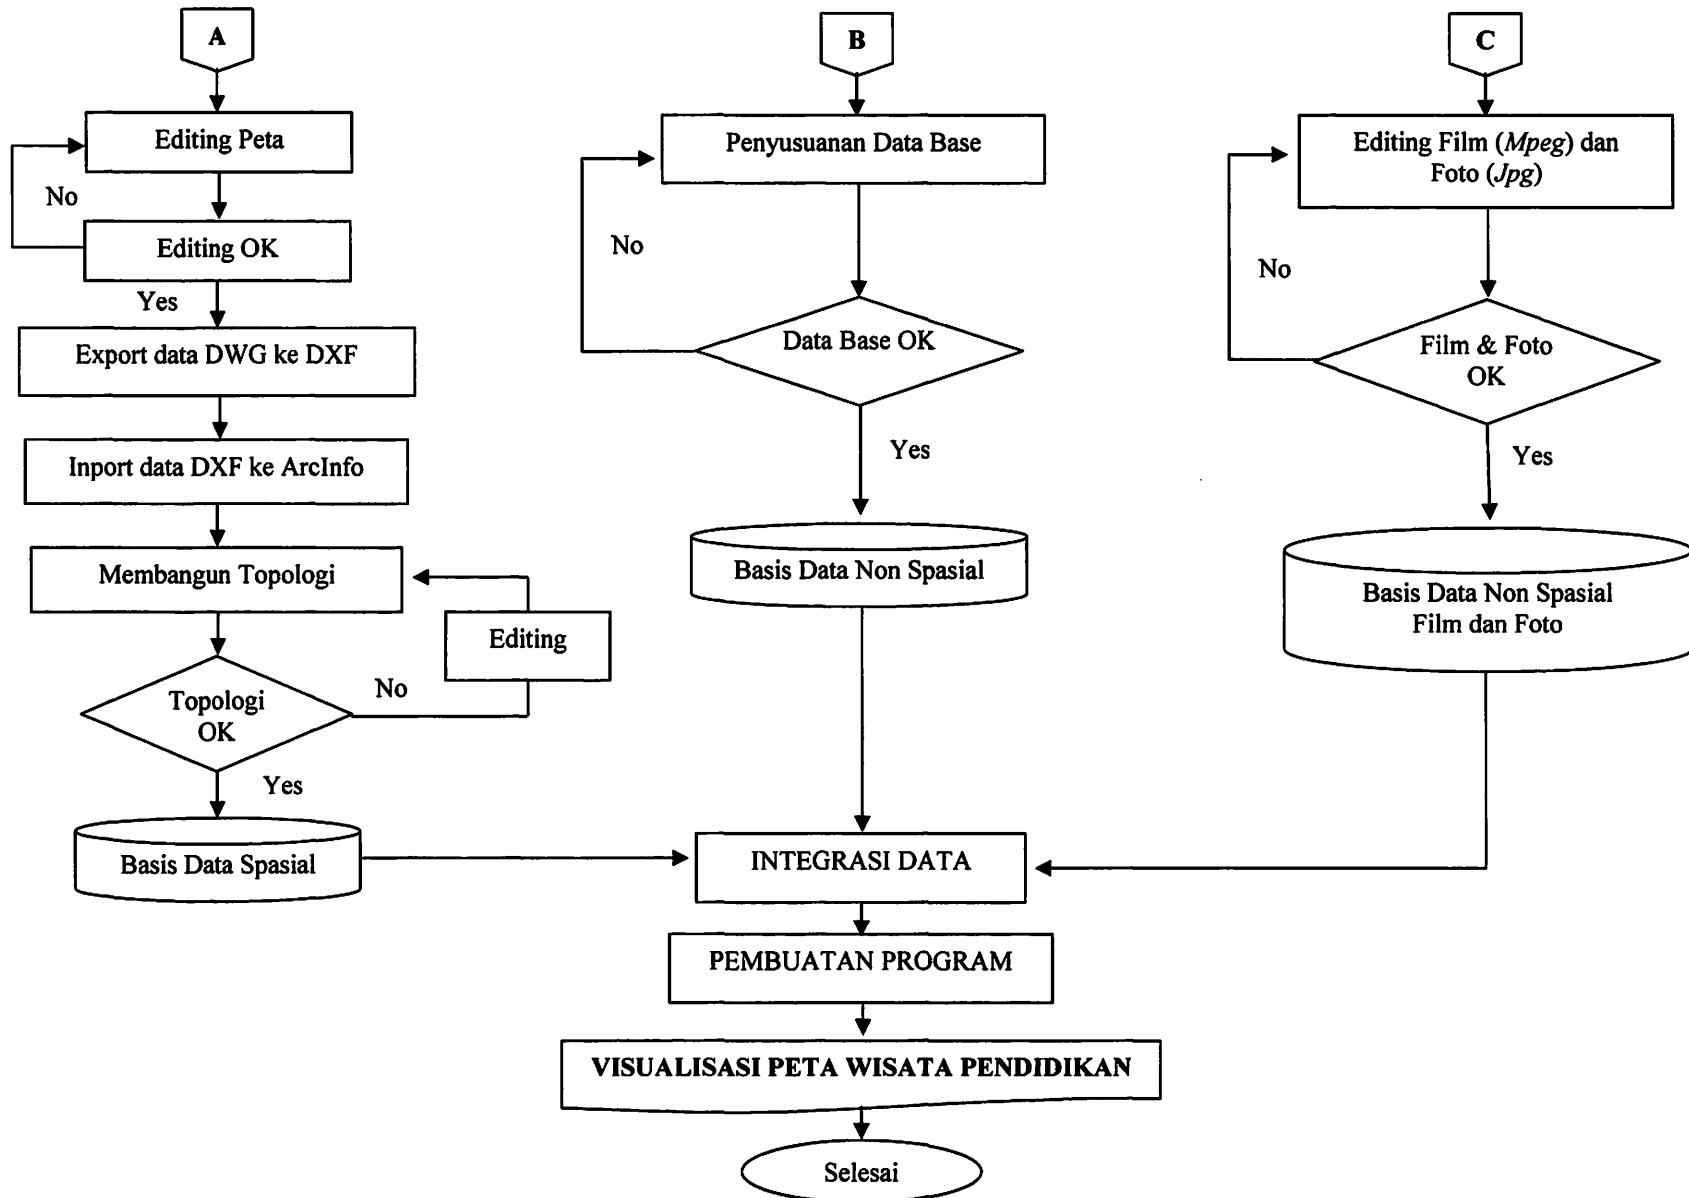 A
Editing Peta
No
Editing OK
Yes
Export data DWG ke DXF
Inport data DXF ke ArcInfo
Membangun Topologi
Editing
No
Topologi
OK
Yes
Basis Data Spasial
B
Penyusuanan Data Base
No
Data Base OK
Yes
Basis Data Non Spasial
C
Editing Film (Mpeg) dan
Foto (Jpg)
No
Film & Foto
OK
Yes
Basis Data Non Spasial
Film dan Foto
INTEGRASI DATA
PEMBUATAN PROGRAM
VISUALISASI PETA WISATA PENDIDIKAN
Selesai